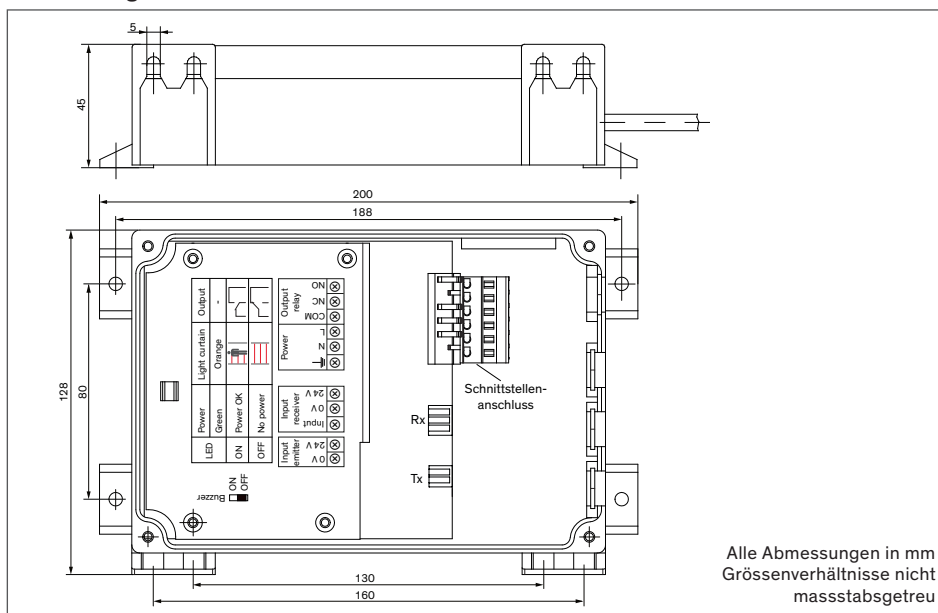 5
45
200
188
128
80
LED
Power
Light curtain
Output
Green
Orange
-
ON
Power OK
OFF
No power
Output
relay
NO
NC
COM
Power
L
N
Input
receiver
24 V
0 V
Input
Input
emitter
24 V
0 V
Buzzer
ON
OFF
Schnittstellen-
anschluss
Rx
Tx
130
160
Alle Abmessungen in mm
Grössenverhältnisse nicht
massstabsgetreu